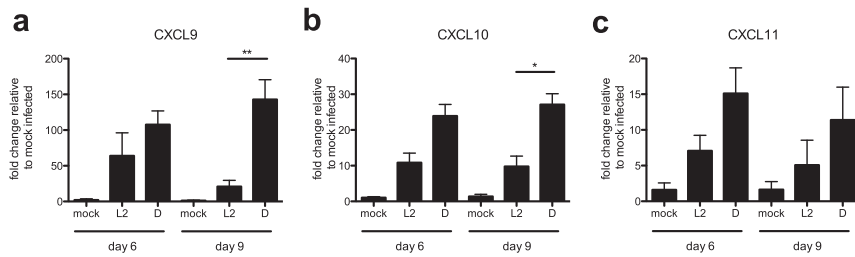 a
CXCL9
**
fold change relative
to mock infected
200
150
100
50
0
mock L2 D mock L2 D
day 6 day 9
b
CXCL10
*
fold change relative
to mock infected
40
30
20
10
0
mock L2 D mock L2 D
day 6 day 9
c
CXCL11
fold change relative
to mock infected
20
15
10
5
0
mock L2 D mock L2 D
day 6 day 9